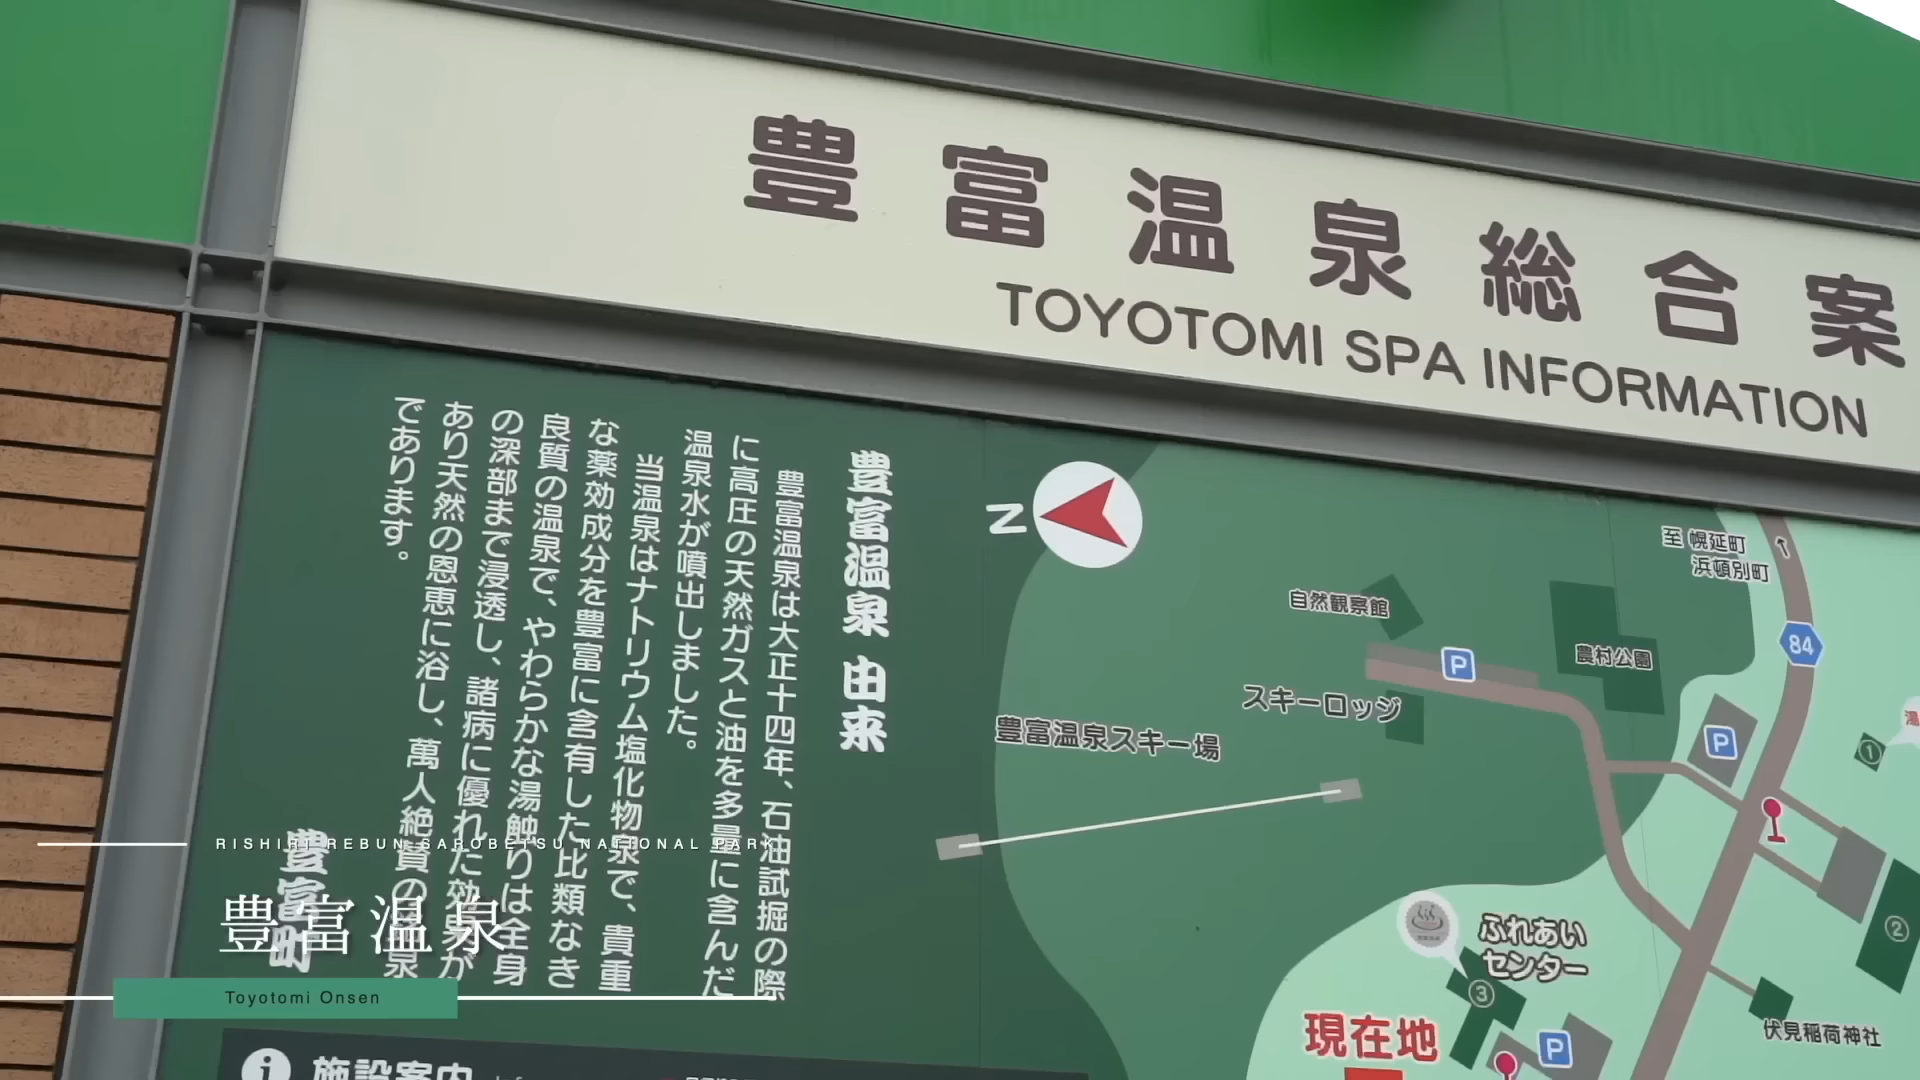 豊富温泉総合案
TOYOTOMI SPA INFORMATION
豊富温泉 由来
豊富温泉は大正十四年、石油試掘の際
に高圧の天然ガスと油を多量に含んだ
温泉水が噴出しました。
当温泉はナトリウム塩化物泉で、貴重
な薬効成分を豊富に含有した比類なき
良質の温泉で、やわらかな湯触りは全身
の深部まで浸透し、諸病に優れた効果が
あり天然の恩恵に浴し、萬人絶賛の温泉
であります。
豊富町
N
至 幌延町
浜頓別町
84
自然観察館
P
農村公園
スキーロッジ
豊富温泉スキー場
P
①
②
ふれあい
センター
③
P
現在地
伏見稲荷神社
i 施設案内
RISHIRI REBUN SAROBETSU NATIONAL PARK
豊富温泉
Toyotomi Onsen